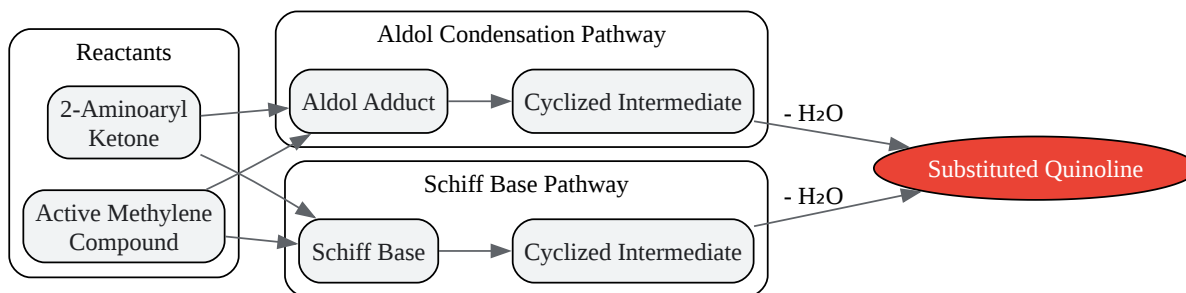 Reactants
2-Aminoaryl
Ketone
Active Methylene
Compound
Aldol Condensation Pathway
Aldol Adduct
Cyclized Intermediate
- H₂O
Schiff Base Pathway
Schiff Base
Cyclized Intermediate
- H₂O
Substituted Quinoline